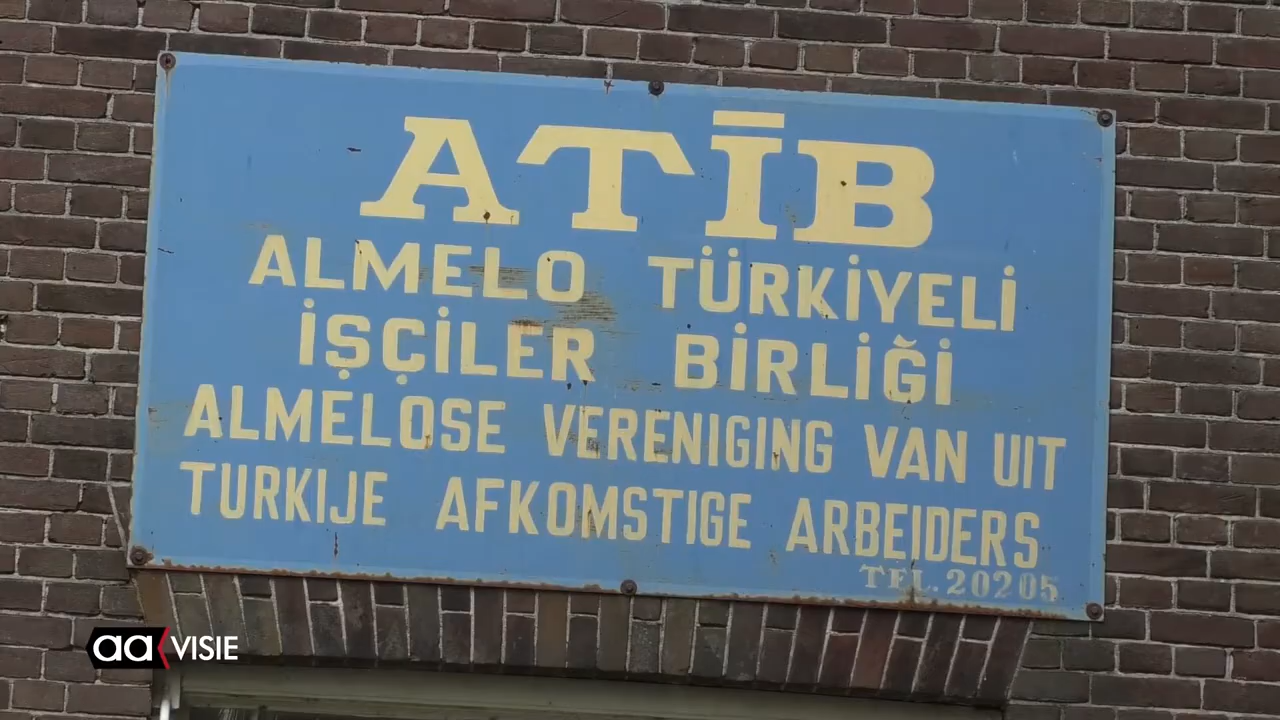 ATİB
ALMELO TÜRKİYELİ
İŞÇİLER BİRLİĞİ
ALMELOSE VERENIGING VAN UIT
TURKIJE AFKOMSTIGE ARBEIDERS
TEL. 20205
aa VISIE